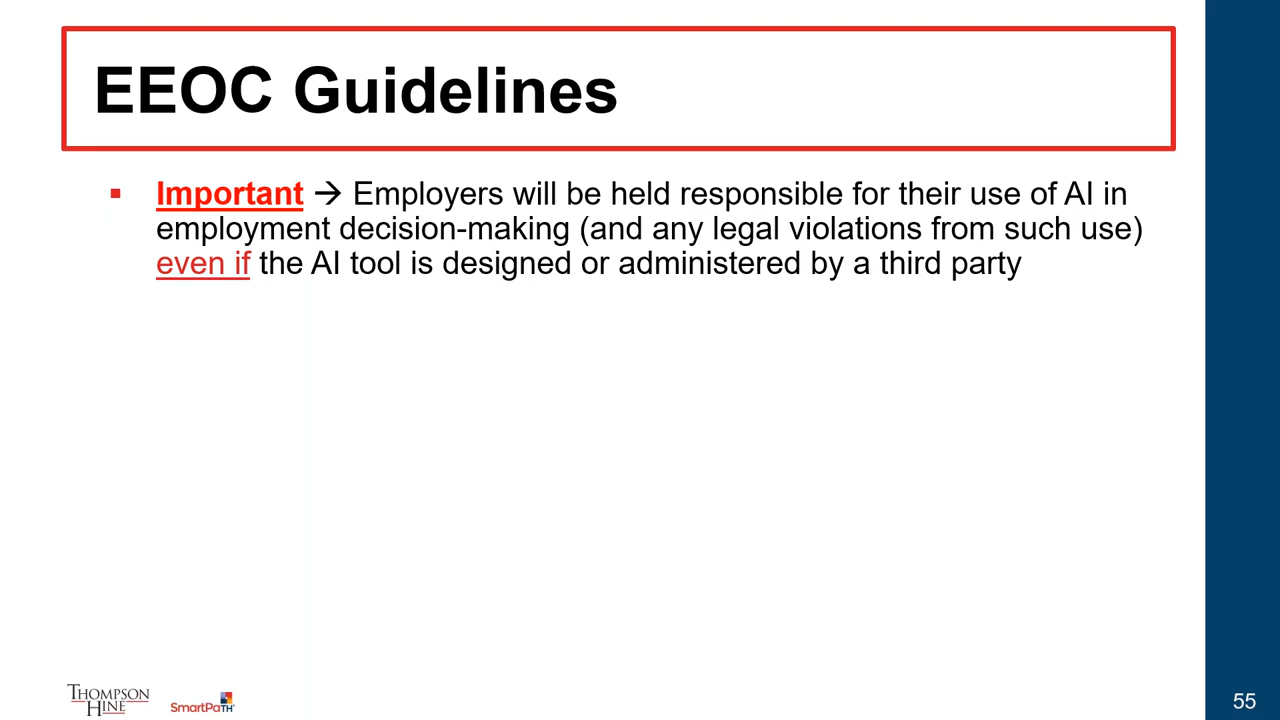 EEOC Guidelines
▪ Important → Employers will be held responsible for their use of AI in
employment decision-making (and any legal violations from such use)
even if the AI tool is designed or administered by a third party
THOMPSON
HINE
SmartPaTH
55